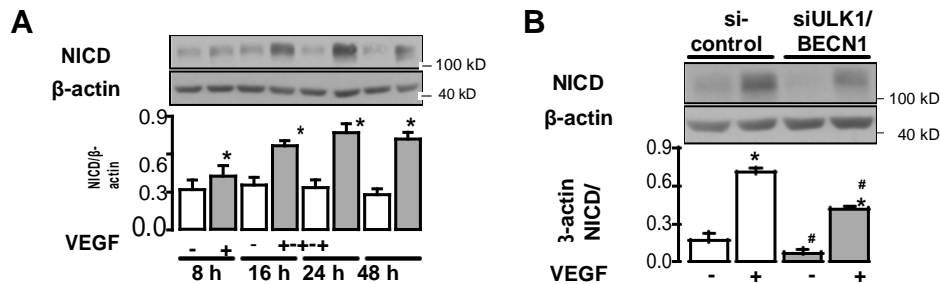 A
NICD
β-actin
100 kD
40 kD
NICD/β-
actin
0.9
0.6
0.3
0.0
*
*
*
*
VEGF
- + - +-+-+
8 h 16 h 24 h 48 h
B
si-
control
siULK1/
BECN1
NICD
β-actin
100 kD
40 kD
β-actin
NICD/
0.9
0.6
0.3
0.0
*
#
#
*
VEGF
- + - +